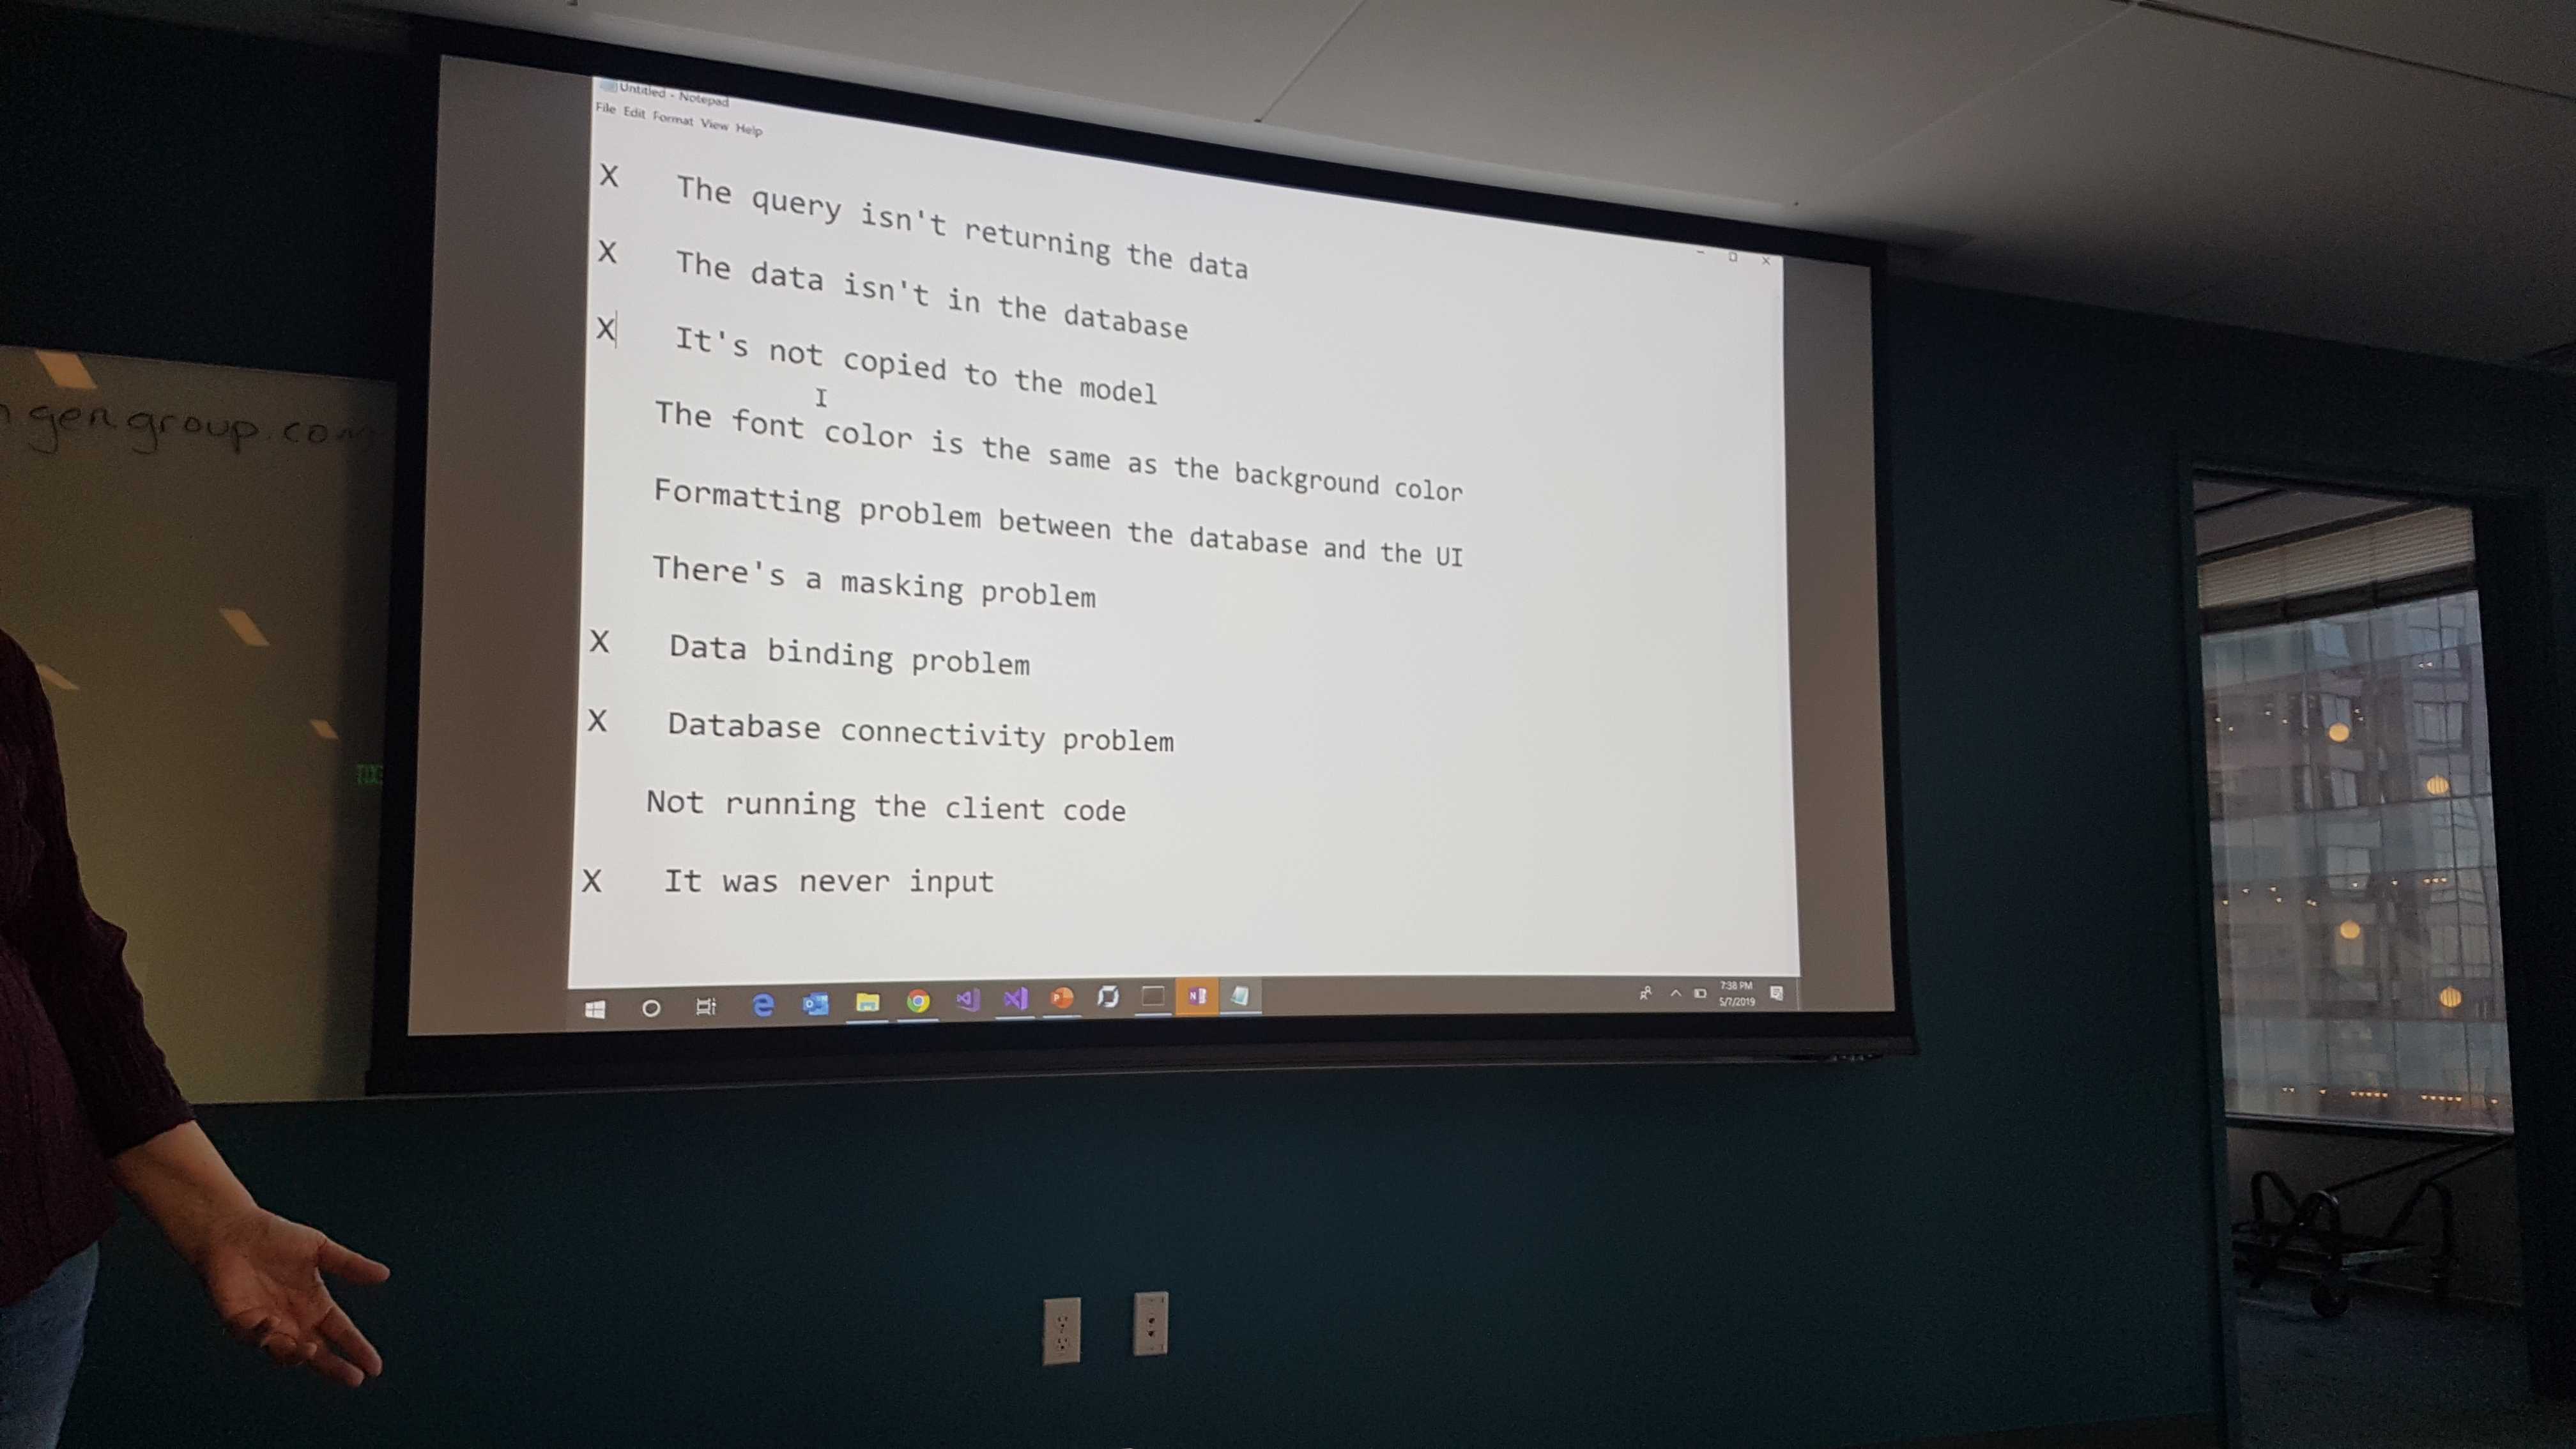 Untitled - Notepad
File Edit Format View Help
X The query isn't returning the data
X The data isn't in the database
X It's not copied to the model
The font color is the same as the background color
Formatting problem between the database and the UI
There's a masking problem
X Data binding problem
X Database connectivity problem
Not running the client code
X It was never input
7:38 PM
5/7/2019
gengroup.com